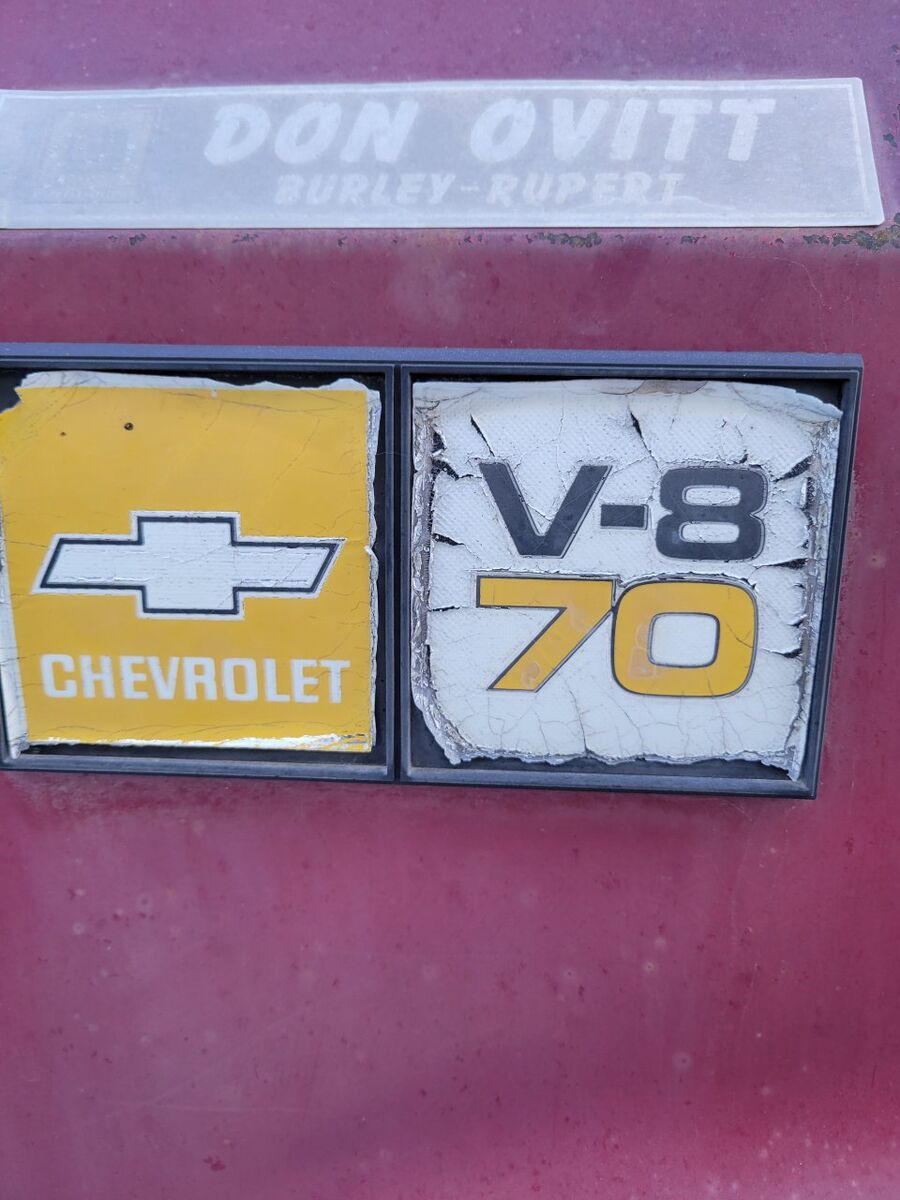 DON OVITT
BURLEY-RUPERT
CHEVROLET
V-8
70